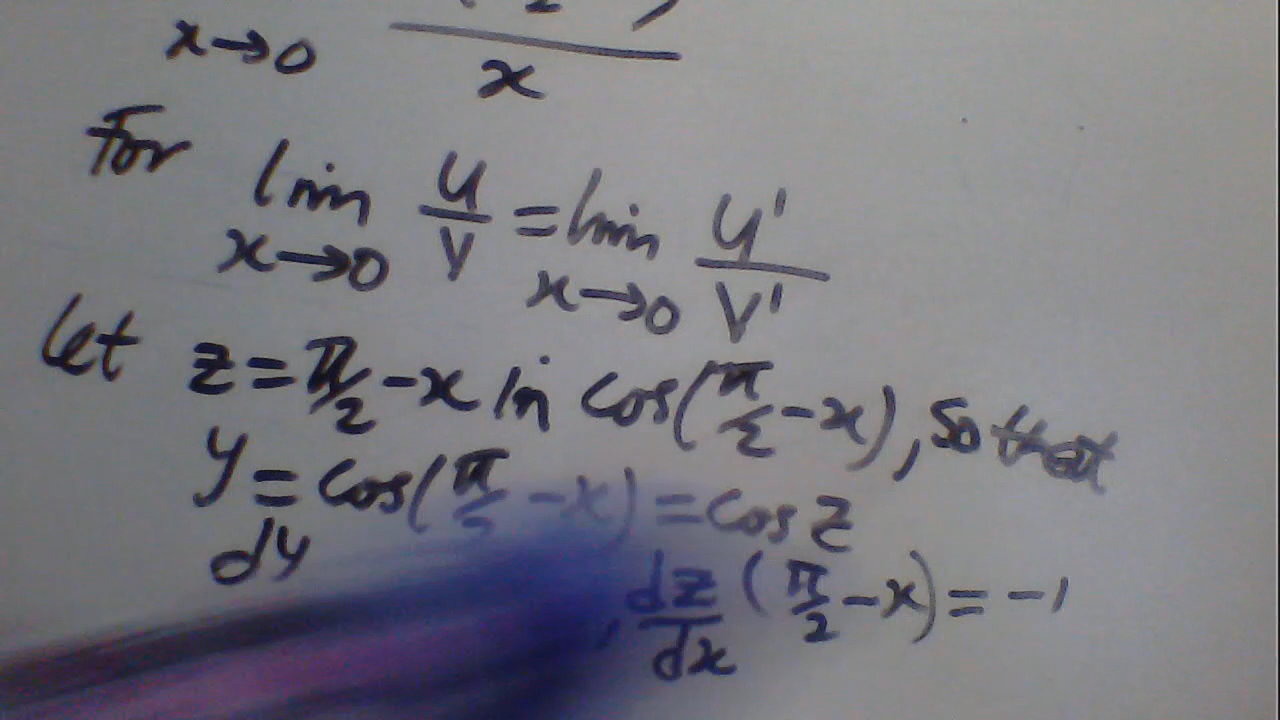 2
x→0 x
For
lim x→0 u/v = lim x→0 u'/v'
let z = π/2 - x in cos(π/2 - x), so that
y = cos(π/2 - x) = cos z
dy , dz/dx (π/2 - x) = -1